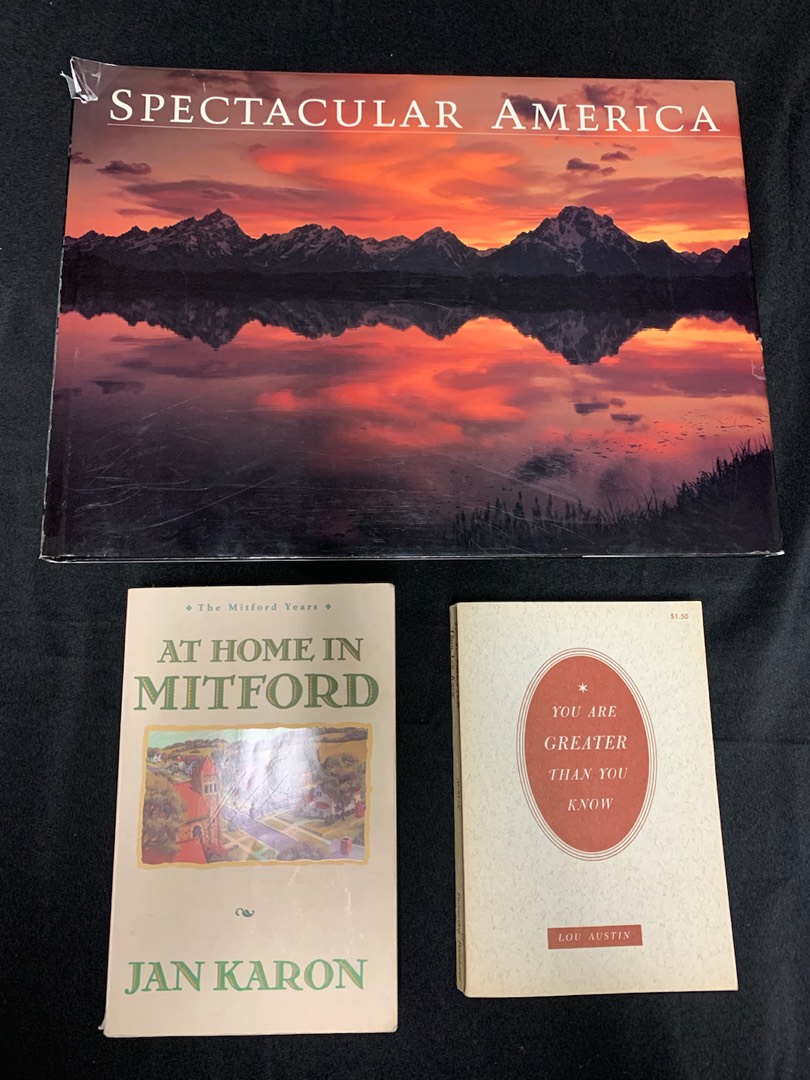 SPECTACULAR AMERICA
The Mitford Years
AT HOME IN
MITFORD
JAN KARON
$1.50
YOU ARE
GREATER
THAN YOU
KNOW
LOU AUSTIN